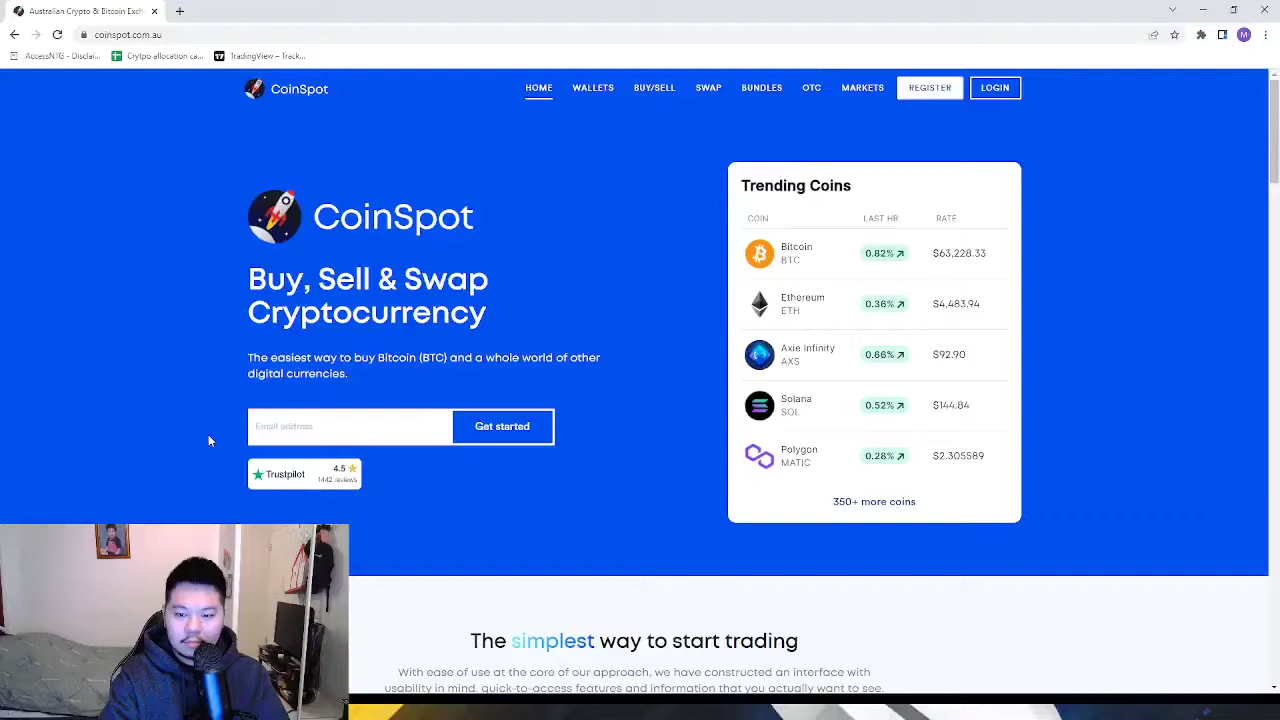 Australian Crypto & Bitcoin Exch
coinspot.com.au
M
AccessNTG - Disclai...
Crytpo allocation ca...
TradingView – Track...
CoinSpot
HOME
WALLETS
BUY/SELL
SWAP
BUNDLES
OTC
MARKETS
REGISTER
LOGIN
CoinSpot
Buy, Sell & Swap
Cryptocurrency
The easiest way to buy Bitcoin (BTC) and a whole world of other
digital currencies.
Email address
Get started
Trustpilot
4.5
1442 reviews
Trending Coins
COIN
LAST HR
RATE
Bitcoin
BTC
0.82%
$63,228.33
Ethereum
ETH
0.36%
$4,483.94
Axie Infinity
AXS
0.66%
$92.90
Solana
SOL
0.52%
$144.84
Polygon
MATIC
0.28%
$2.305589
350+ more coins
The simplest way to start trading
With ease of use at the core of our approach, we have constructed an interface with
usability in mind, quick-to-access features and information that you actually want to see.